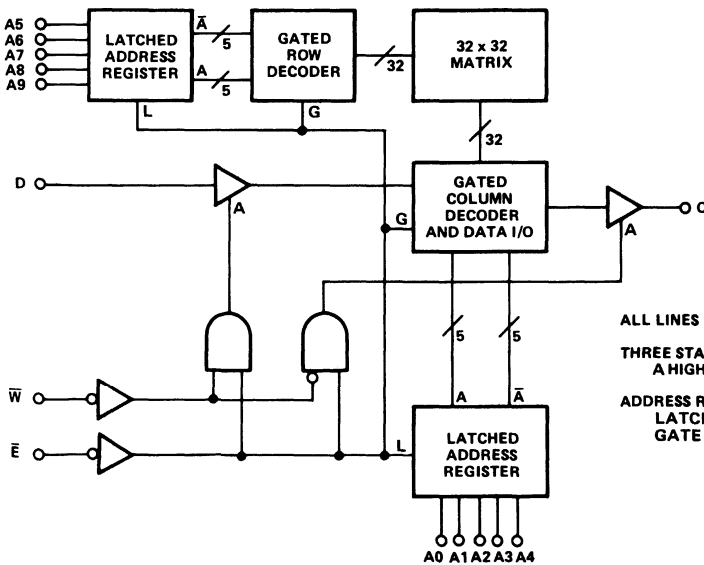 A5
A6
A7
A8
A9
LATCHED
ADDRESS
REGISTER
L
Ā
5
A
5
GATED
ROW
DECODER
G
32
32 x 32
MATRIX
32
D
A
GATED
COLUMN
DECODER
AND DATA I/O
G
A
5
5
A
Ā
W̅
E̅
L
LATCHED
ADDRESS
REGISTER
A0 A1 A2 A3 A4
ALL LINES
THREE STA
A HIGH
ADDRESS R
LATCH
GATE